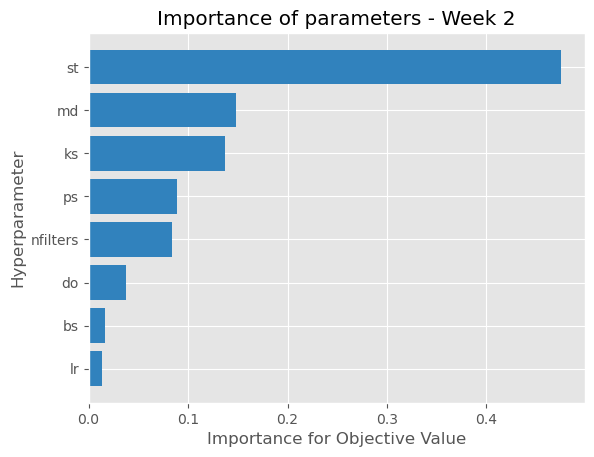 Importance of parameters - Week 2
Hyperparameter
st
md
ks
ps
nfilters
do
bs
lr
0.0 0.1 0.2 0.3 0.4
Importance for Objective Value